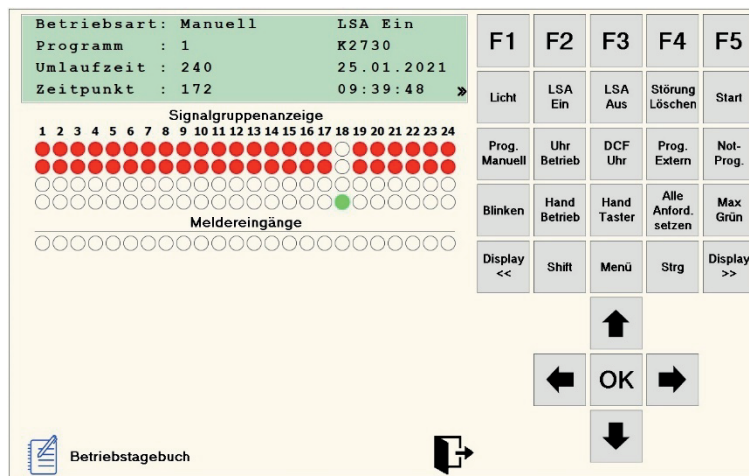 Betriebsart: Manuell LSA Ein
Programm : 1 K2730
Umlaufzeit : 240 25.01.2021
Zeitpunkt : 172 09:39:48 »
Signalgruppenanzeige
1 2 3 4 5 6 7 8 9 10 11 12 13 14 15 16 17 18 19 20 21 22 23 24
Meldereingänge
Betriebstagebuch
F1 F2 F3 F4 F5
Licht
LSA
Ein
LSA
Aus
Störung
Löschen
Start
Prog.
Manuell
Uhr
Betrieb
DCF
Uhr
Prog.
Extern
Not-
Prog.
Blinken
Hand
Betrieb
Hand
Taster
Alle
Anford.
setzen
Max
Grün
Display
<<
Shift
Menü
Strg
Display
>>
OK